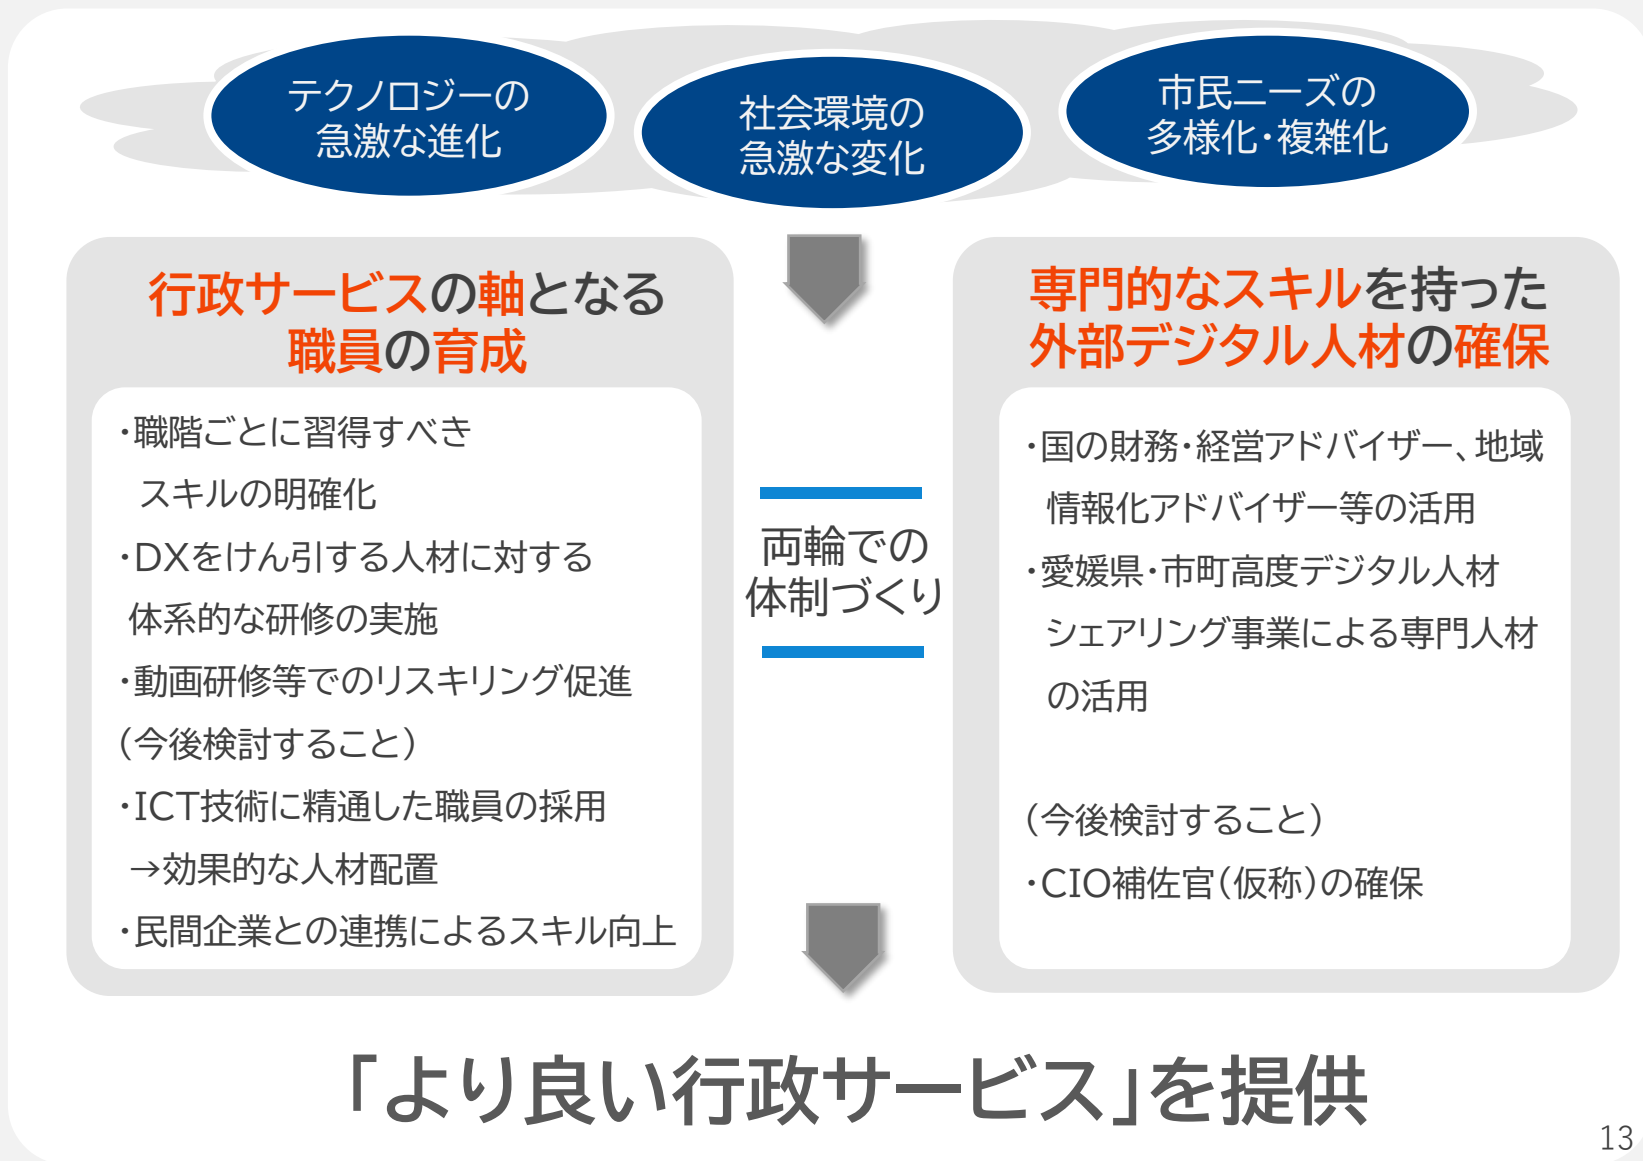 テクノロジーの
急激な進化
社会環境の
急激な変化
市民ニーズの
多様化・複雑化
行政サービスの軸となる
職員の育成
・職階ごとに習得すべき
スキルの明確化
・DXをけん引する人材に対する
体系的な研修の実施
・動画研修等でのリスキリング促進
（今後検討すること）
・ICT技術に精通した職員の採用
→効果的な人材配置
・民間企業との連携によるスキル向上
両輪での
体制づくり
専門的なスキルを持った
外部デジタル人材の確保
・国の財務・経営アドバイザー、地域
情報化アドバイザー等の活用
・愛媛県・市町高度デジタル人材
シェアリング事業による専門人材
の活用
（今後検討すること）
・CIO補佐官（仮称）の確保
「より良い行政サービス」を提供
13